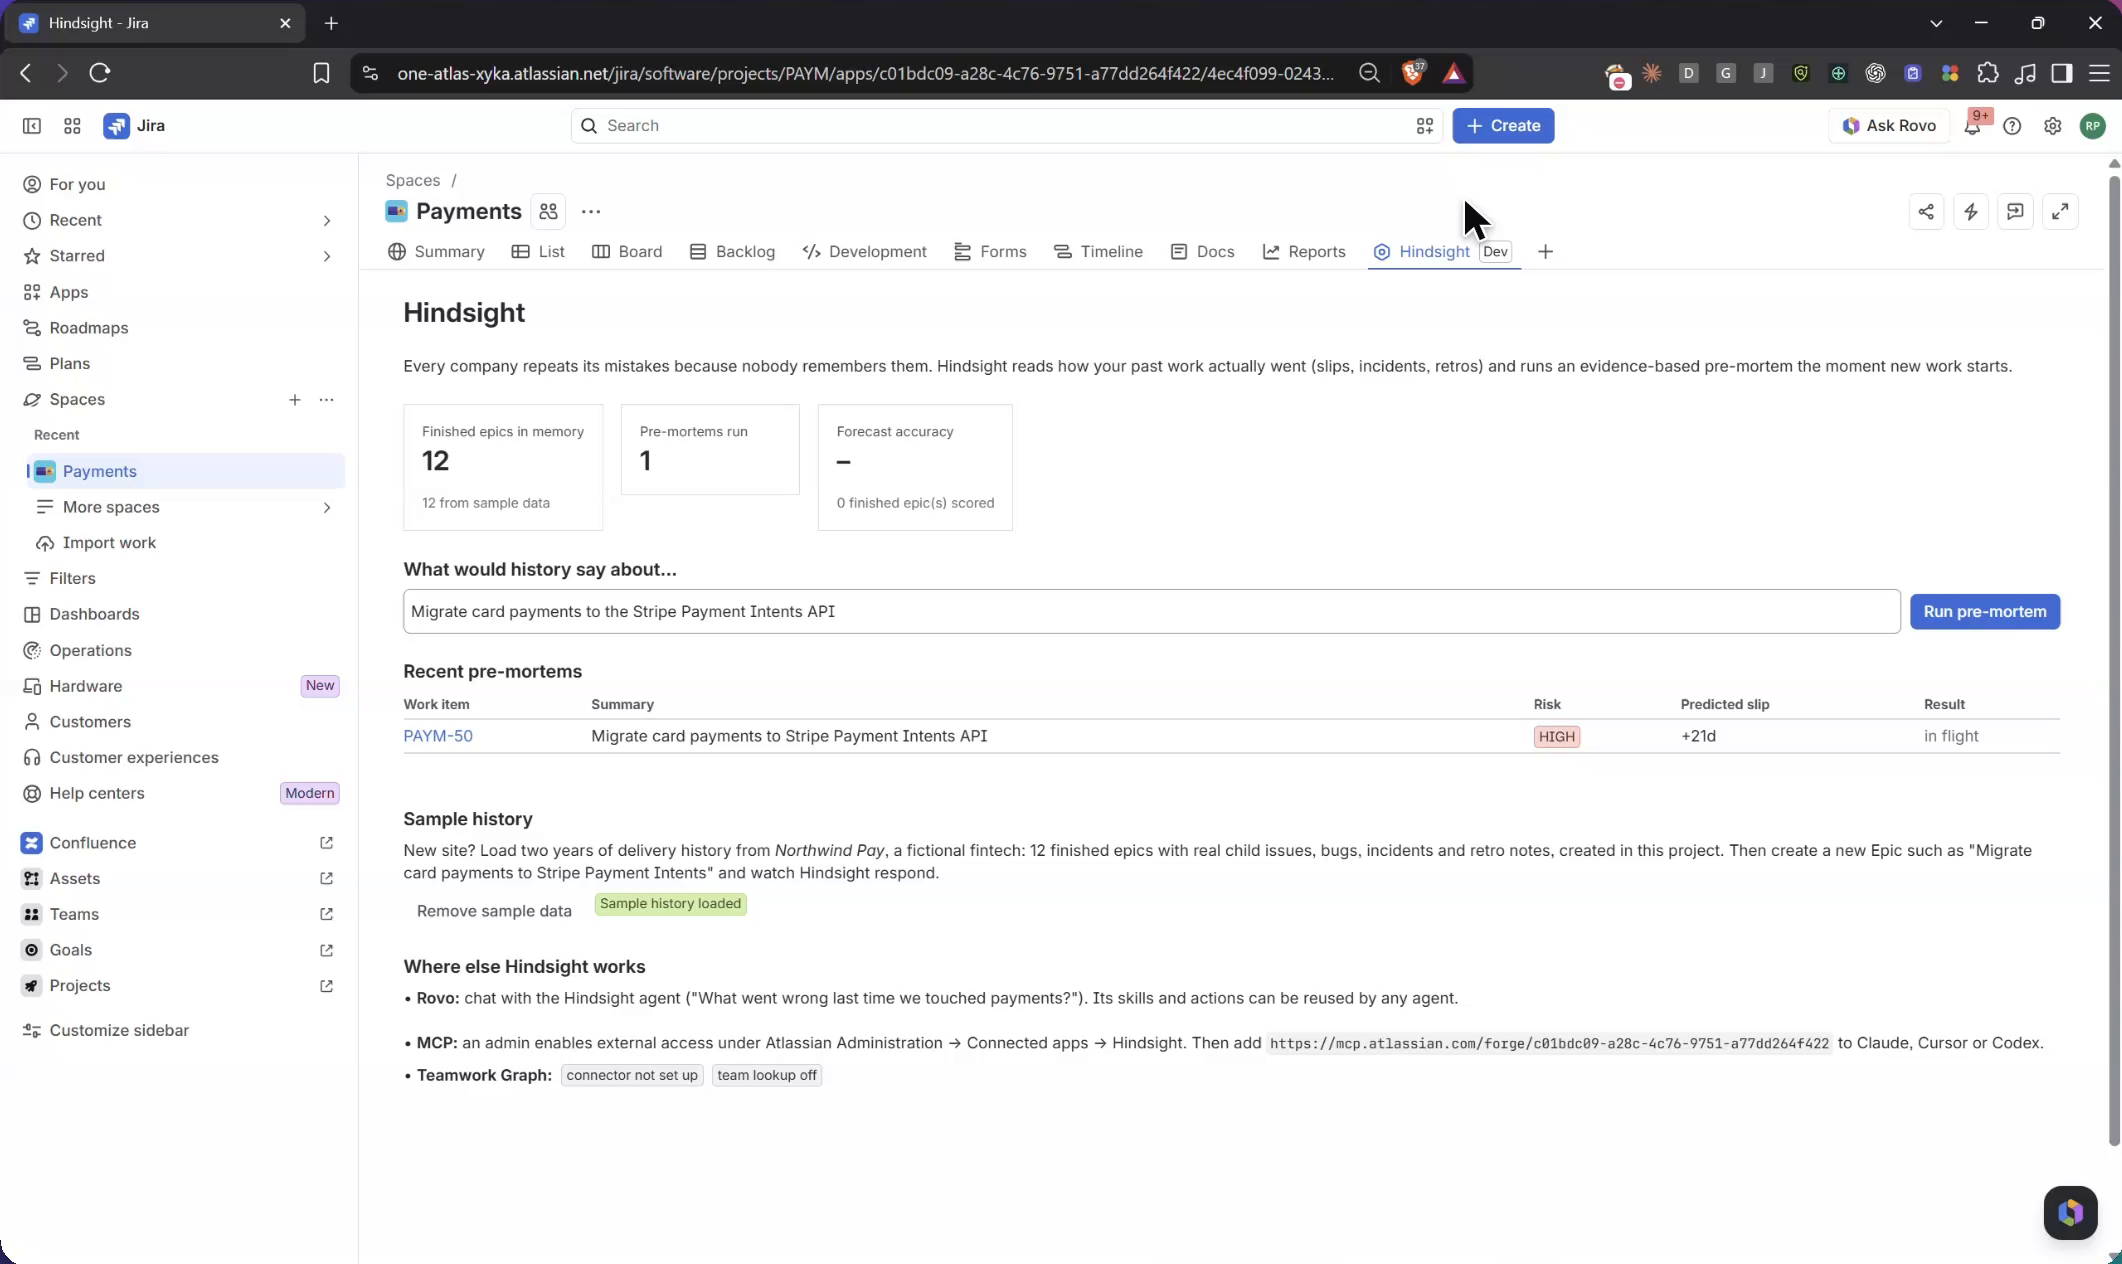 Hindsight - Jira
one-atlas-xyka.atlassian.net/jira/software/projects/PAYM/apps/c01bdc09-a28c-4c76-9751-a77dd264f422/4ec4f099-0243...
37
D
G
J
Jira
Search
Create
Ask Rovo
9+
RP
For you
Recent
Starred
Apps
Roadmaps
Plans
Spaces
Recent
Payments
More spaces
Import work
Filters
Dashboards
Operations
Hardware New
Customers
Customer experiences
Help centers Modern
Confluence
Assets
Teams
Goals
Projects
Customize sidebar
Spaces /
Payments
Summary List Board Backlog Development Forms Timeline Docs Reports Hindsight Dev
Hindsight
Every company repeats its mistakes because nobody remembers them. Hindsight reads how your past work actually went (slips, incidents, retros) and runs an evidence-based pre-mortem the moment new work starts.
Finished epics in memory
12
12 from sample data
Pre-mortems run
1
Forecast accuracy
–
0 finished epic(s) scored
What would history say about...
Migrate card payments to the Stripe Payment Intents API
Run pre-mortem
Recent pre-mortems
Work item Summary Risk Predicted slip Result
PAYM-50 Migrate card payments to Stripe Payment Intents API HIGH +21d in flight
Sample history
New site? Load two years of delivery history from Northwind Pay, a fictional fintech: 12 finished epics with real child issues, bugs, incidents and retro notes, created in this project. Then create a new Epic such as "Migrate
card payments to Stripe Payment Intents" and watch Hindsight respond.
Remove sample data Sample history loaded
Where else Hindsight works
• Rovo: chat with the Hindsight agent ("What went wrong last time we touched payments?"). Its skills and actions can be reused by any agent.
• MCP: an admin enables external access under Atlassian Administration → Connected apps → Hindsight. Then add https://mcp.atlassian.com/forge/c01bdc09-a28c-4c76-9751-a77dd264f422 to Claude, Cursor or Codex.
• Teamwork Graph: connector not set up team lookup off